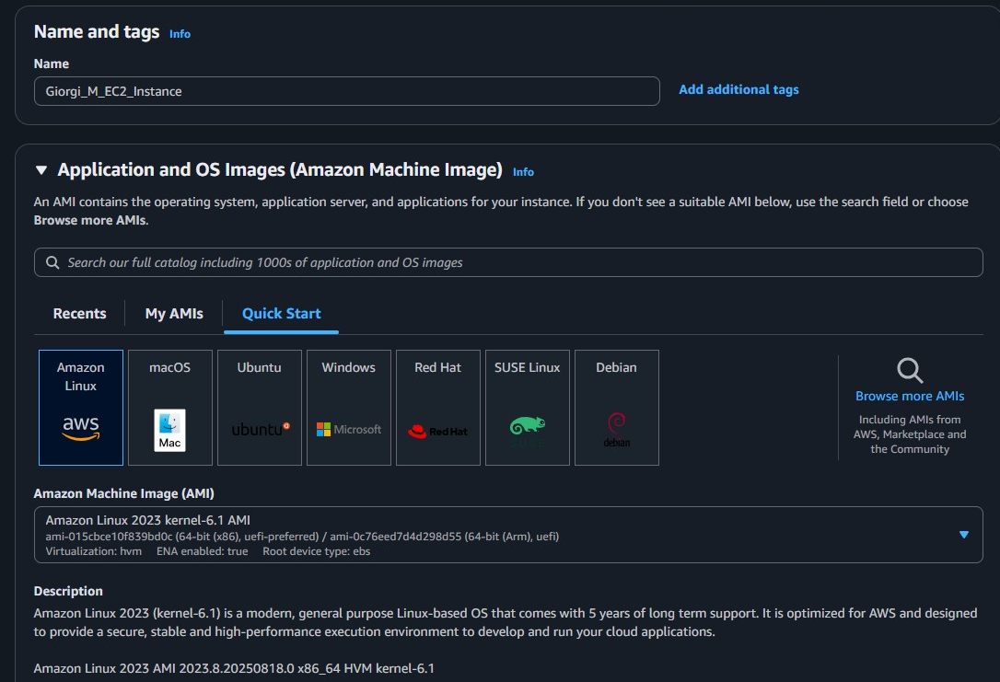 Name and tags Info
Name
Giorgi_M_EC2_Instance
Add additional tags
Application and OS Images (Amazon Machine Image) Info
An AMI contains the operating system, application server, and applications for your instance. If you don't see a suitable AMI below, use the search field or choose
Browse more AMIs.
Search our full catalog including 1000s of application and OS images
Recents
My AMIs
Quick Start
Amazon
Linux
aws
macOS
Mac
Ubuntu
ubuntu
Windows
Microsoft
Red Hat
Red Hat
SUSE Linux
SUSE
Debian
debian
Browse more AMIs
Including AMIs from
AWS, Marketplace and
the Community
Amazon Machine Image (AMI)
Amazon Linux 2023 kernel-6.1 AMI
ami-015cbce10f839bd0c (64-bit (x86), uefi-preferred) / ami-0c76eed7d4d298d55 (64-bit (Arm), uefi)
Virtualization: hvm ENA enabled: true Root device type: ebs
Description
Amazon Linux 2023 (kernel-6.1) is a modern, general purpose Linux-based OS that comes with 5 years of long term support. It is optimized for AWS and designed
to provide a secure, stable and high-performance execution environment to develop and run your cloud applications.
Amazon Linux 2023 AMI 2023.8.20250818.0 x86_64 HVM kernel-6.1